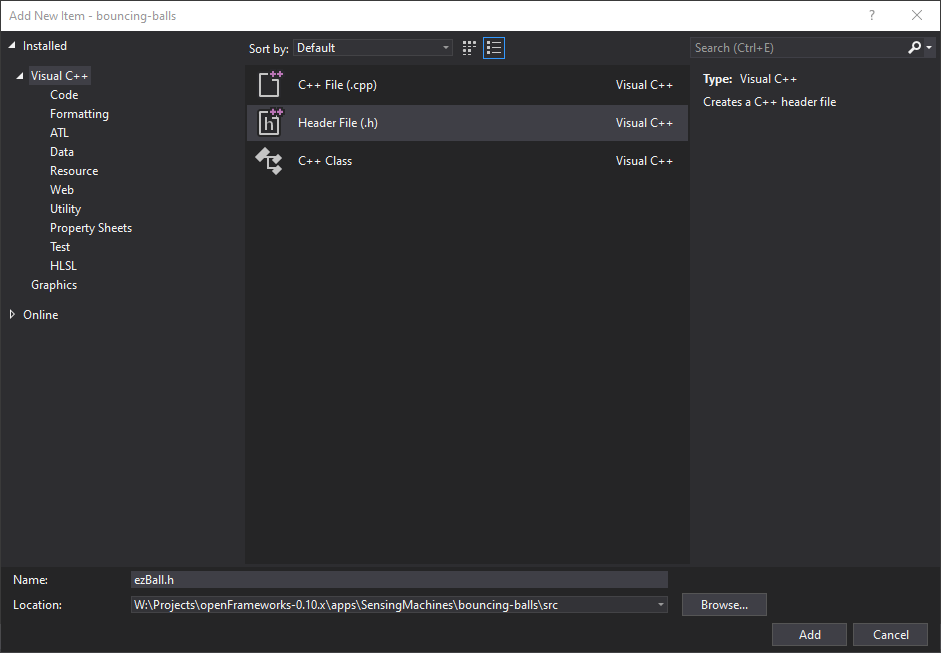 Add New Item - bouncing-balls
?
Installed
Visual C++
Code
Formatting
ATL
Data
Resource
Web
Utility
Property Sheets
Test
HLSL
Graphics
Online
Sort by: Default
C++ File (.cpp) Visual C++
Header File (.h) Visual C++
C++ Class Visual C++
Search (Ctrl+E)
Type: Visual C++
Creates a C++ header file
Name: ezBall.h
Location: W:\Projects\openFrameworks-0.10.x\apps\SensingMachines\bouncing-balls\src
Browse...
Add Cancel